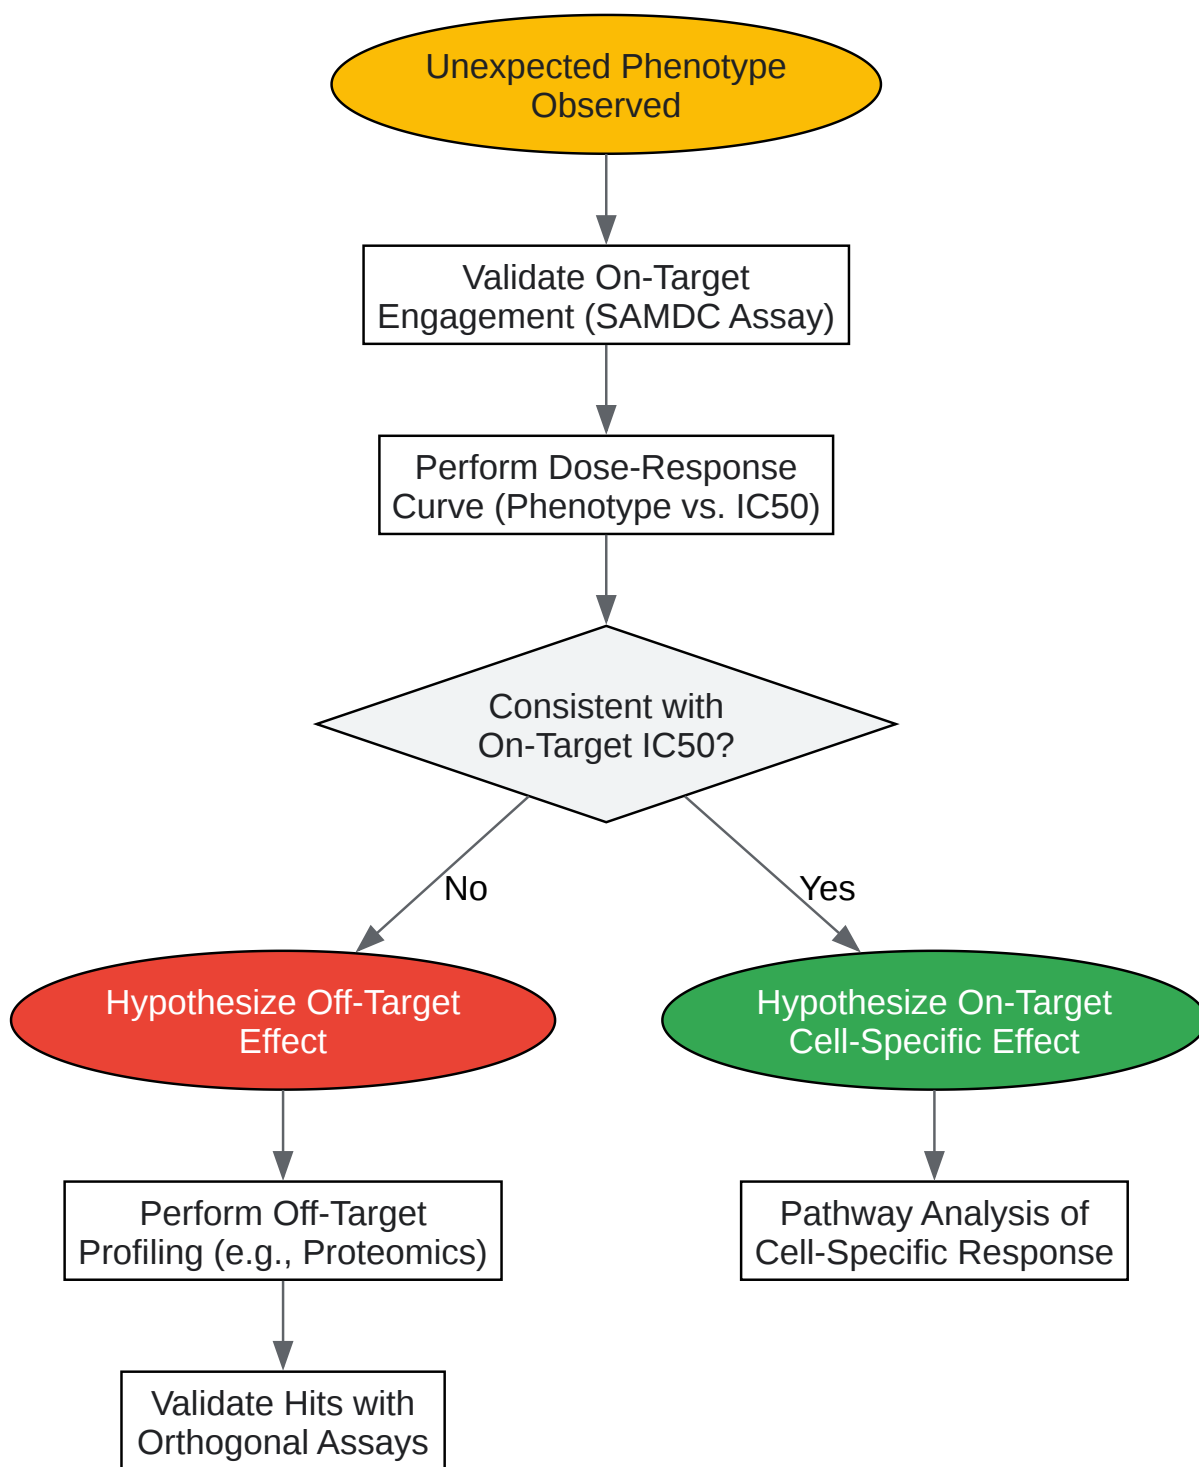 Unexpected Phenotype
Observed
Validate On-Target
Engagement (SAMDC Assay)
Perform Dose-Response
Curve (Phenotype vs. IC50)
Consistent with
On-Target IC50?
No
Yes
Hypothesize Off-Target
Effect
Hypothesize On-Target
Cell-Specific Effect
Perform Off-Target
Profiling (e.g., Proteomics)
Pathway Analysis of
Cell-Specific Response
Validate Hits with
Orthogonal Assays